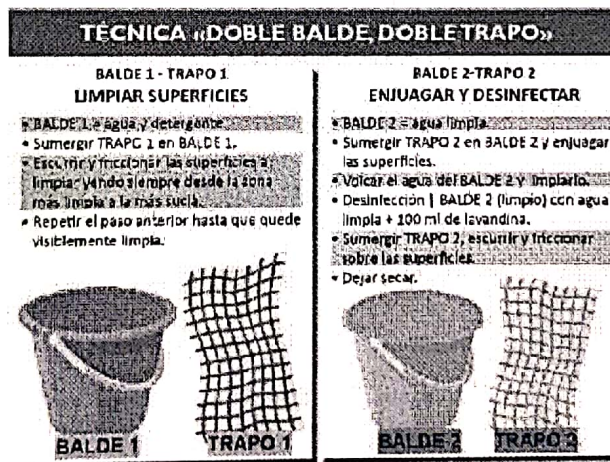 TÉCNICA «DOBLE BALDE, DOBLE TRAPO»
BALDE 1 - TRAPO 1
LIMPIAR SUPERFICIES
• BALDE 1 = agua y detergente.
• Sumergir TRAPO 1 en BALDE 1.
• Escurrir y friccionar las superficies a
limpiar yendo siempre desde la zona
más limpia a la más sucia.
• Repetir el paso anterior hasta que quede
visiblemente limpia.
BALDE 1
TRAPO 1
BALDE 2-TRAPO 2
ENJUAGAR Y DESINFECTAR
• BALDE 2 = agua limpia.
• Sumergir TRAPO 2 en BALDE 2 y enjuagar
las superficies.
• Volcar el agua del BALDE 2 y limpiarlo.
• Desinfección | BALDE 2 (limpio) con agua
limpia + 100 ml de lavandina.
• Sumergir TRAPO 2, escurrir y friccionar
sobre las superficies.
• Dejar secar.
BALDE 2
TRAPO 3